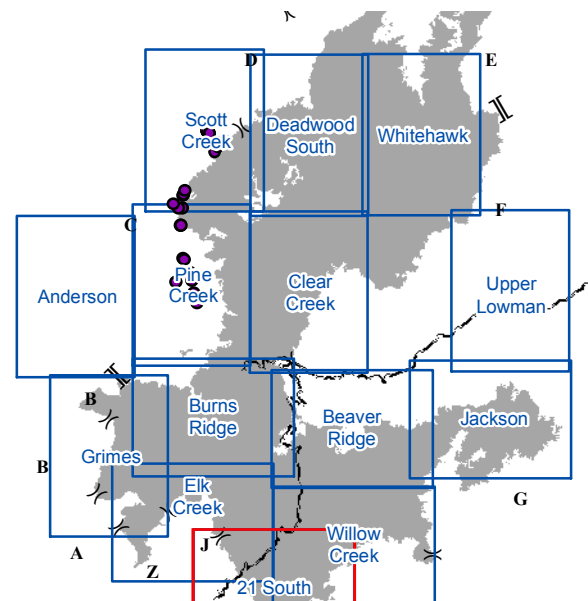 D
E
Scott
Creek
Deadwood
South
Whitehawk
C
F
Anderson
Pine
Creek
Clear
Creek
Upper
Lowman
B
Burns
Ridge
Beaver
Ridge
Jackson
B
Grimes
Elk
Creek
G
A
J
Willow
Creek
Z
21 South